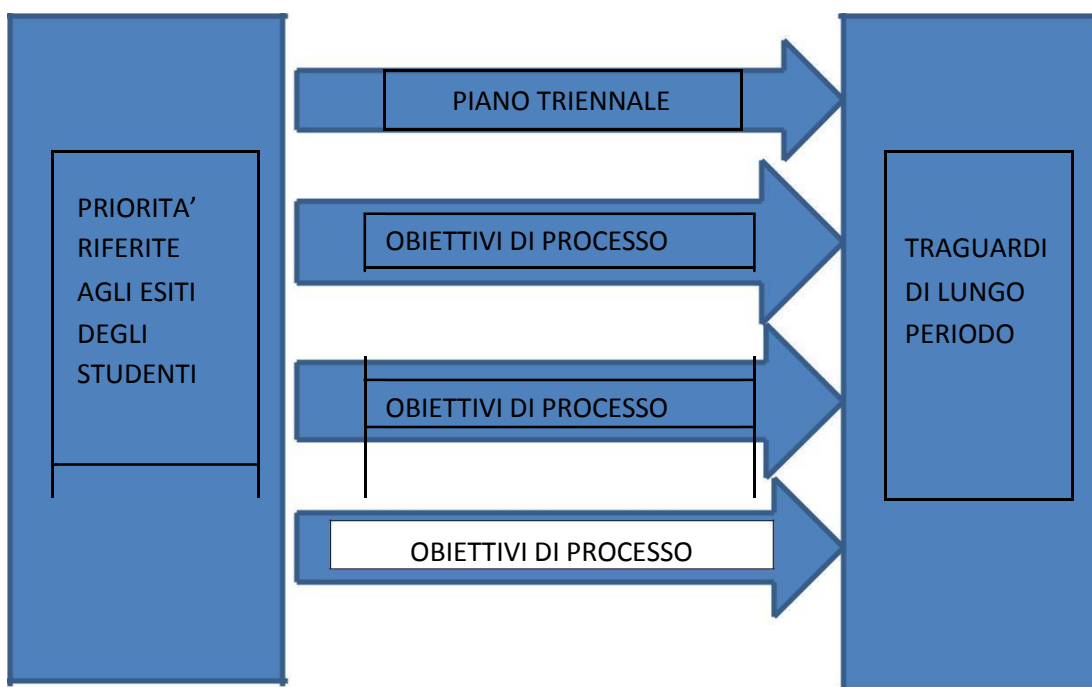 PRIORITA’
RIFERITE
AGLI ESITI
DEGLI
STUDENTI
PIANO TRIENNALE
OBIETTIVI DI PROCESSO
OBIETTIVI DI PROCESSO
OBIETTIVI DI PROCESSO
TRAGUARDI
DI LUNGO
PERIODO